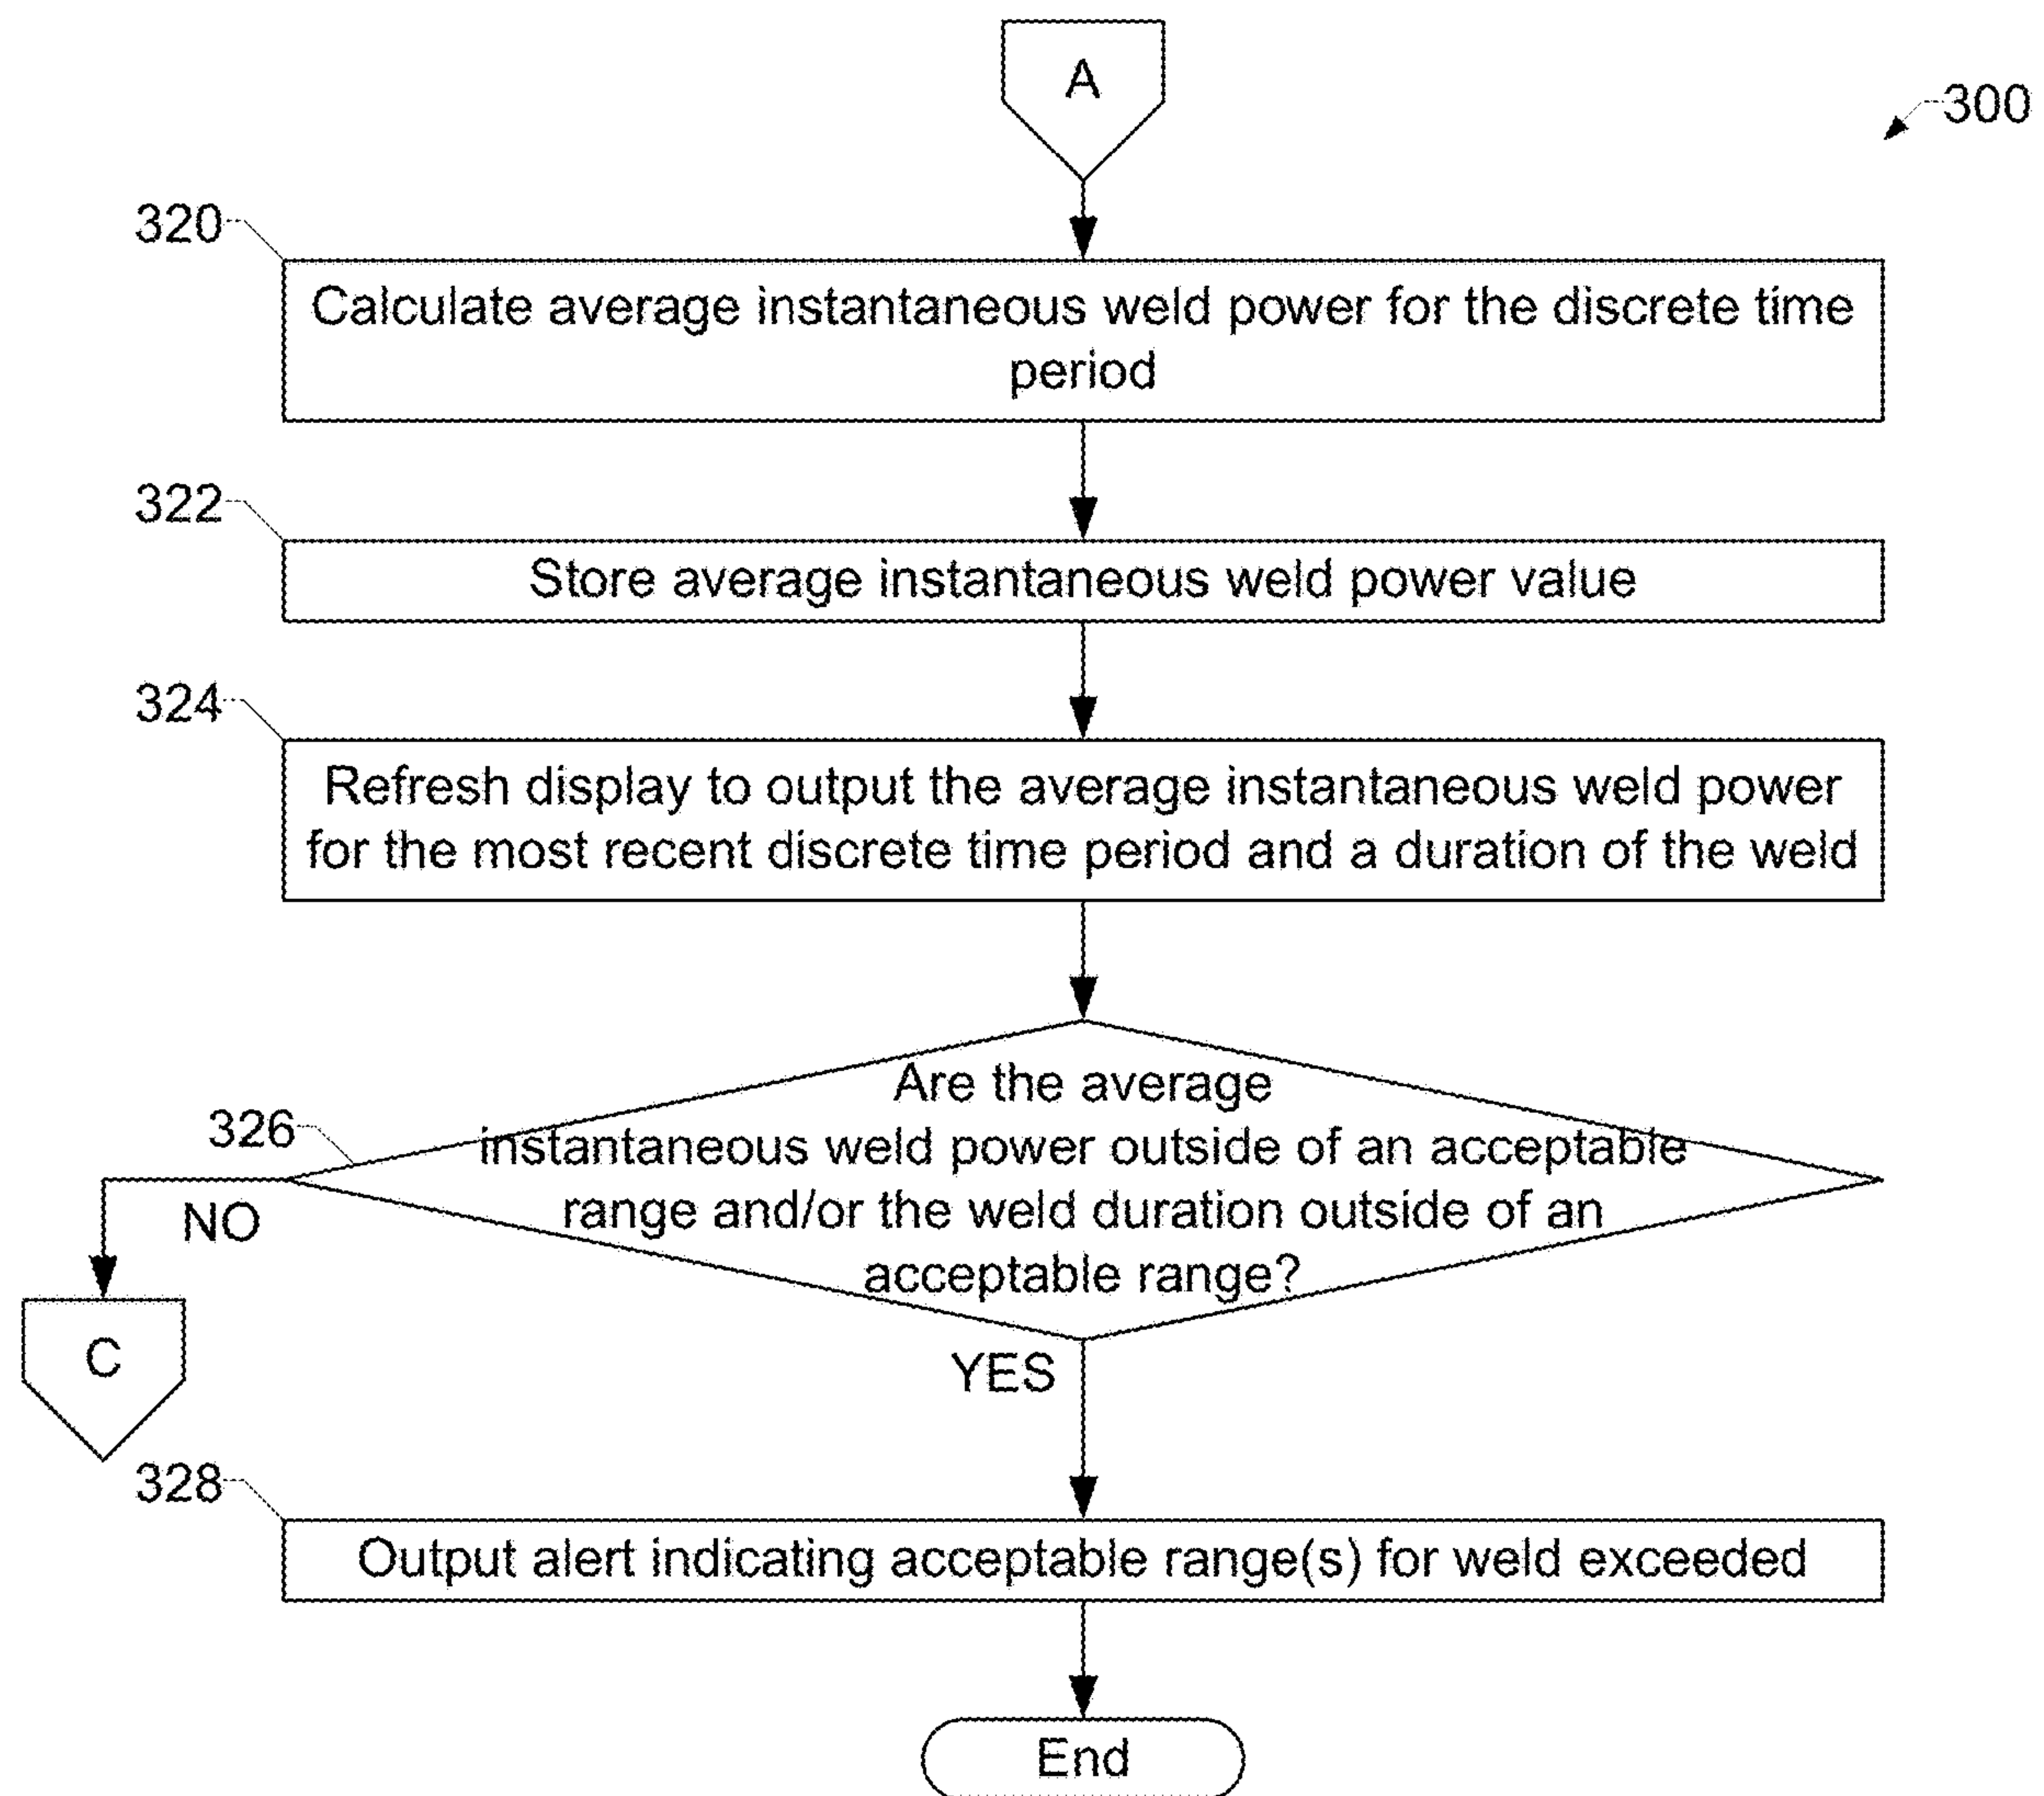 A
300
320
Calculate average instantaneous weld power for the discrete time
period
322
Store average instantaneous weld power value
324
Refresh display to output the average instantaneous weld power
for the most recent discrete time period and a duration of the weld
326
Are the average
instantaneous weld power outside of an acceptable
range and/or the weld duration outside of an
acceptable range?
NO
C
YES
328
Output alert indicating acceptable range(s) for weld exceeded
End